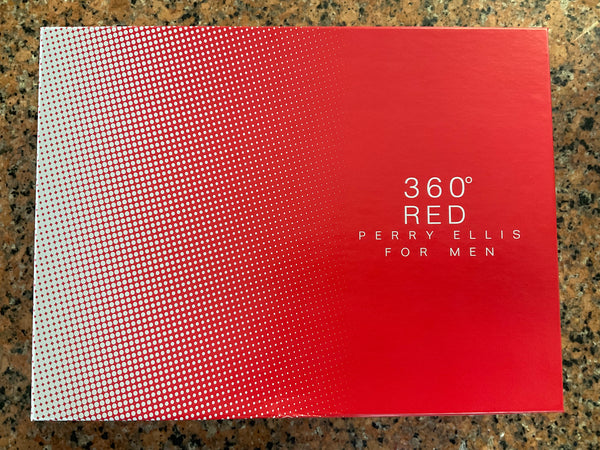 360°
RED
PERRY ELLIS
FOR MEN